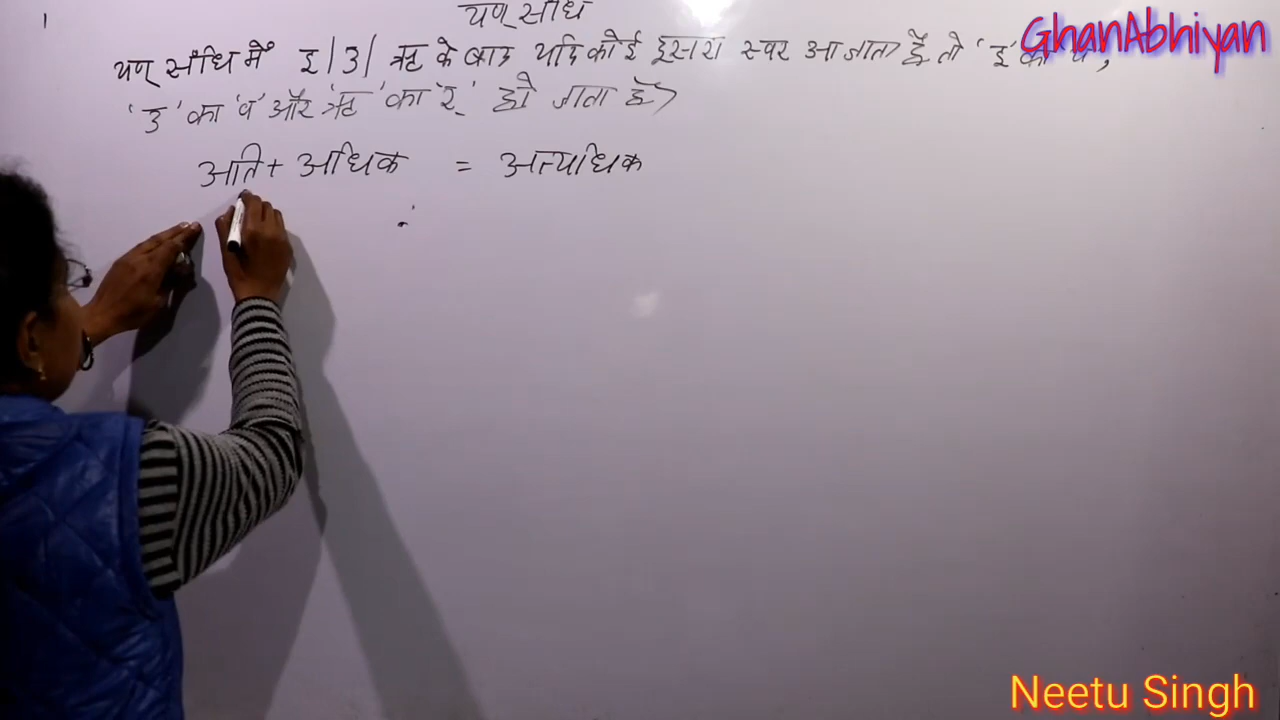 यण् संधि
GhanAbhiyan
यण् संधि में इ/उ/ ऋ के बाद यदि कोई दूसरा स्वर आ जाता है तो 'इ' का य,
'उ' का 'व' और 'ऋ' का 'र्' हो जाता है>
अति + अधिक = अत्यधिक
Neetu Singh